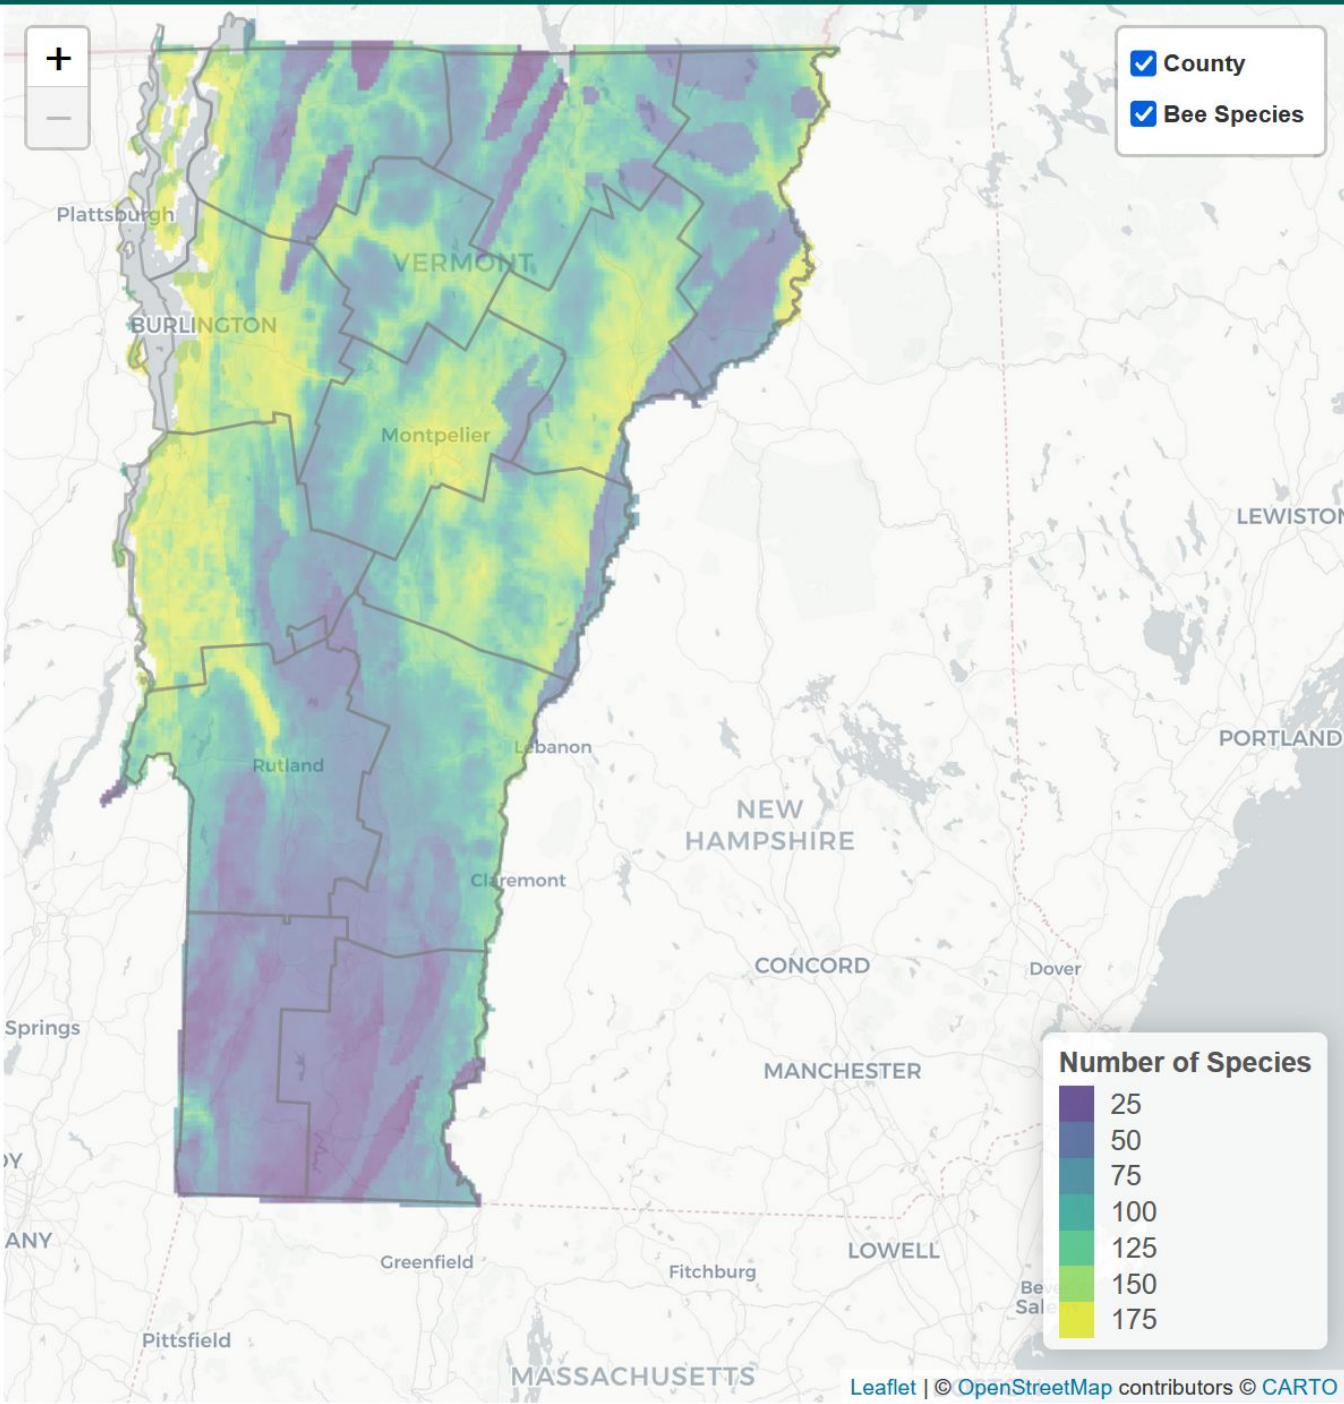 +
−
County
Bee Species
Plattsburgh
VERMONT
BURLINGTON
Montpelier
LEWISTON
PORTLAND
Lebanon
Rutland
NEW
HAMPSHIRE
Claremont
CONCORD
Dover
Springs
MANCHESTER
Number of Species
25
50
75
100
125
150
175
ANY
LOWELL
Greenfield
Fitchburg
Pittsfield
MASSACHUSETTS
Leaflet | © OpenStreetMap contributors © CARTO